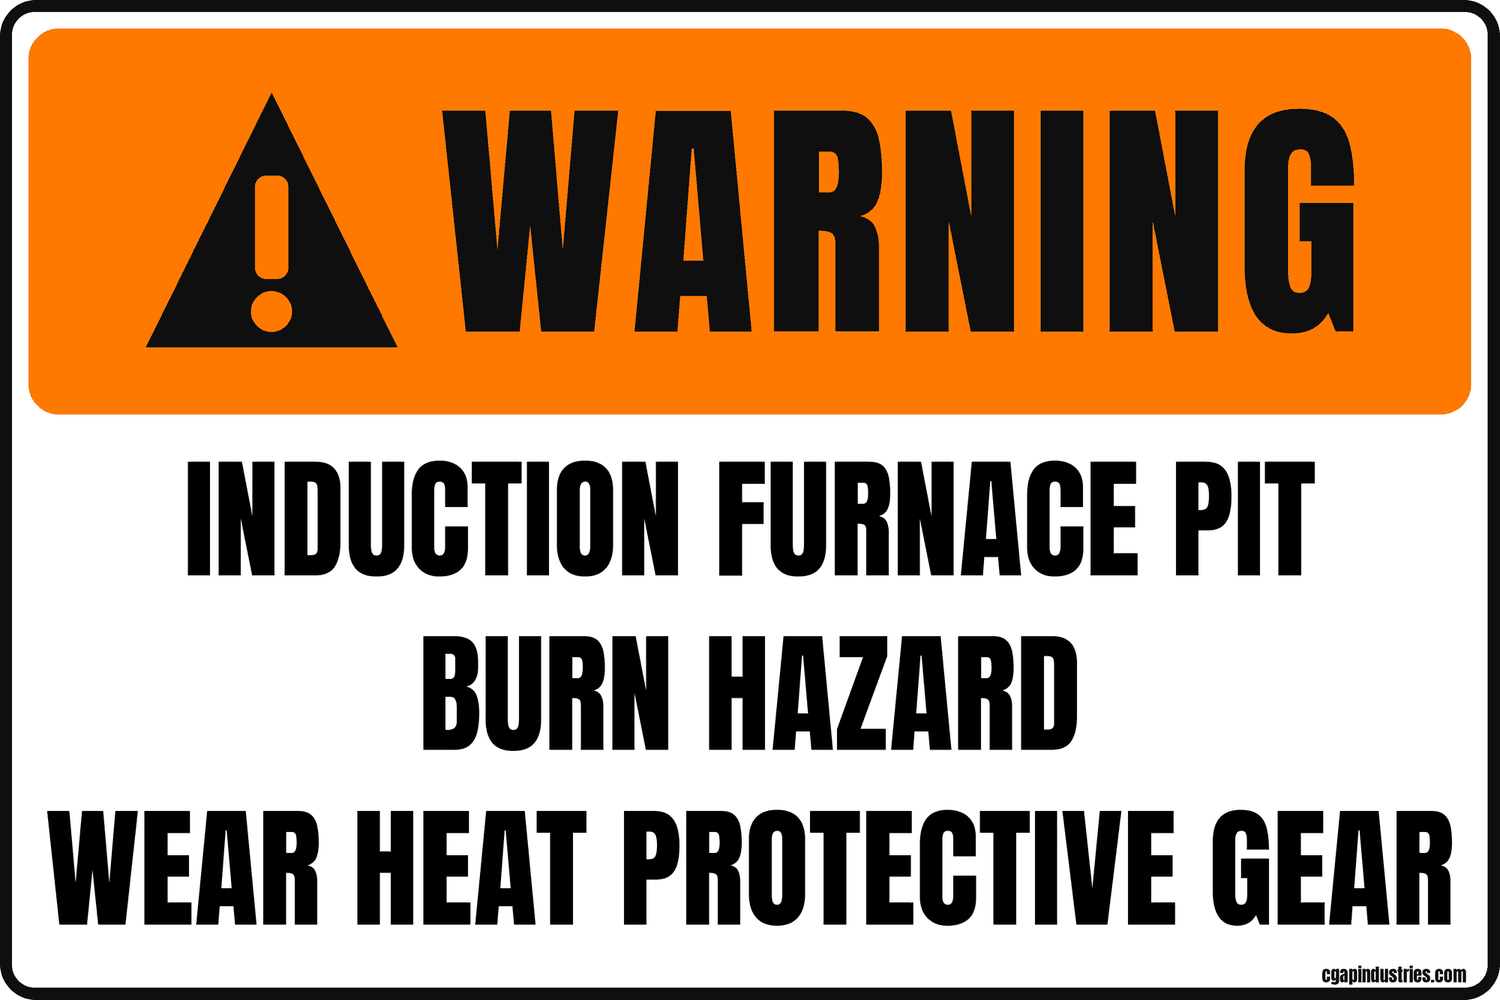 WARNING
INDUCTION FURNACE PIT
BURN HAZARD
WEAR HEAT PROTECTIVE GEAR
cgapindustries.com